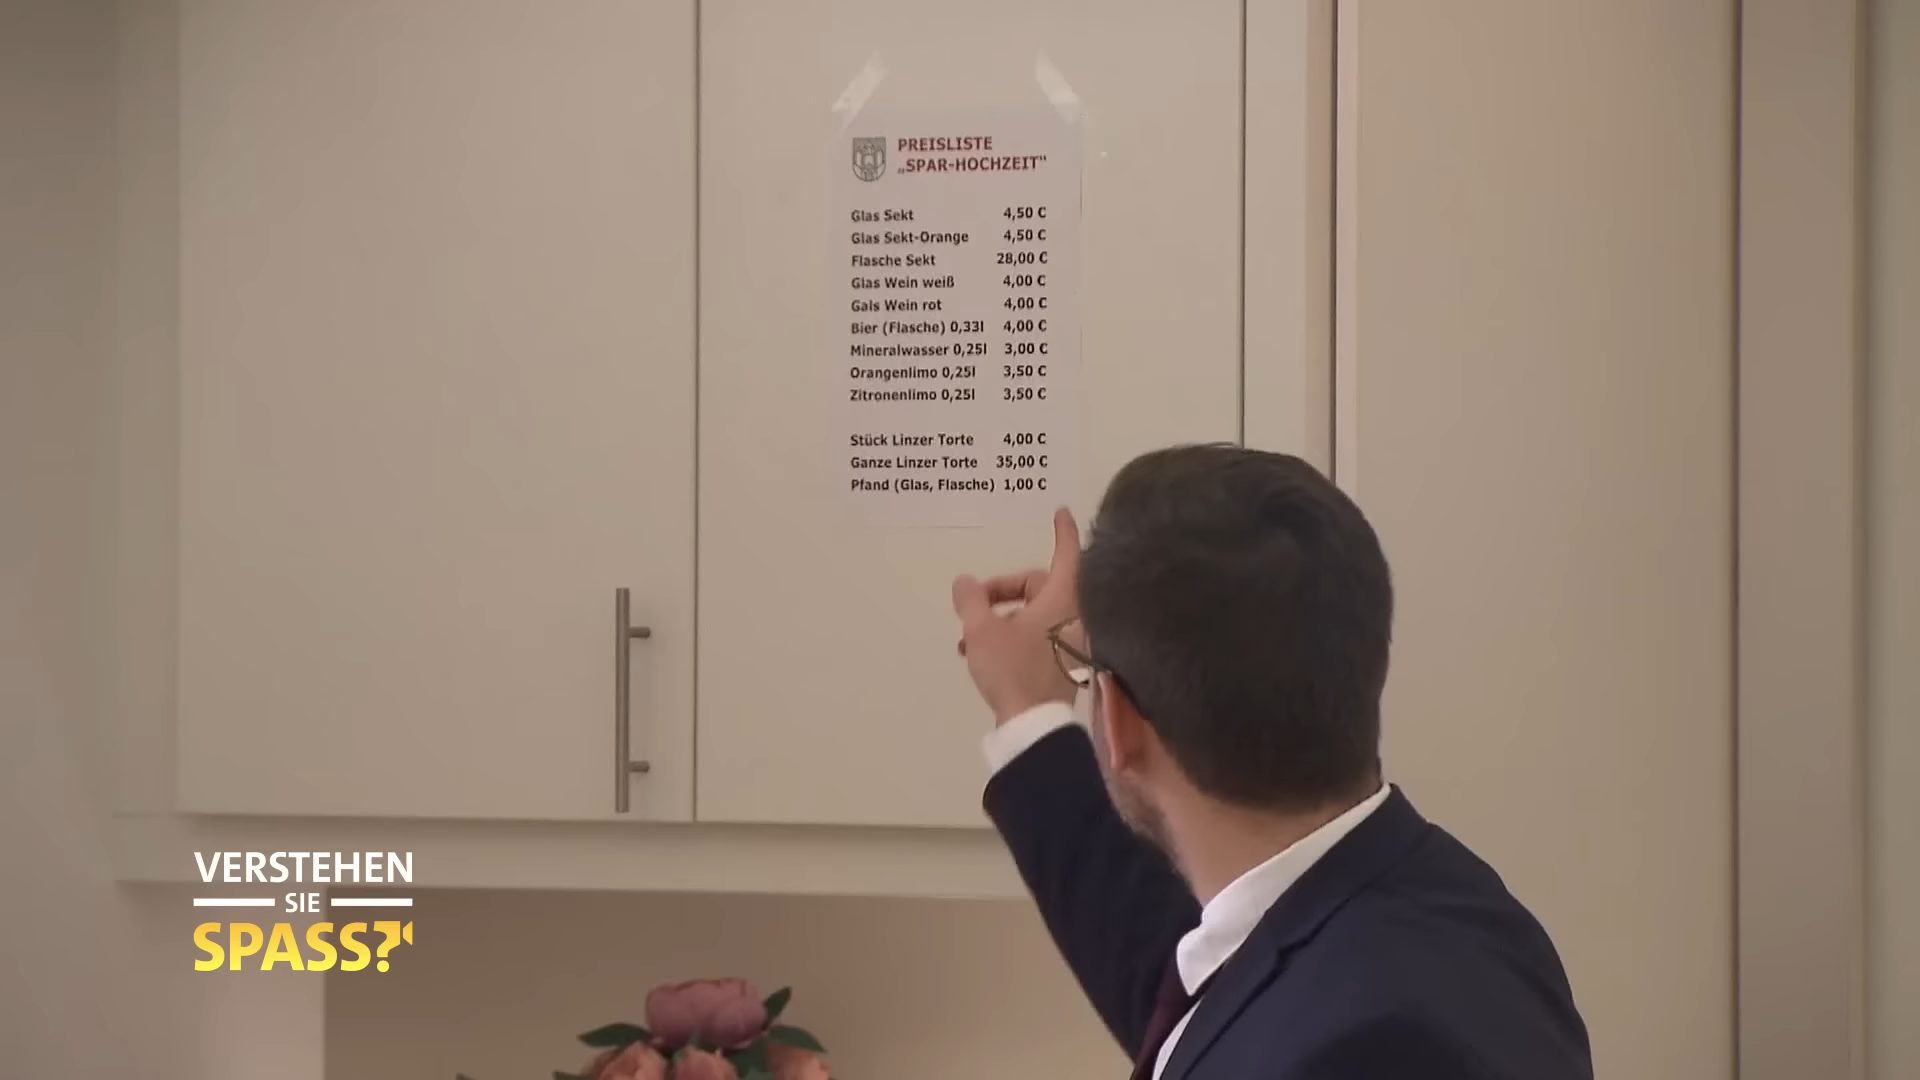 PREISLISTE
„SPAR-HOCHZEIT"
Glas Sekt 4,50 €
Glas Sekt-Orange 4,50 €
Flasche Sekt 28,00 €
Glas Wein weiß 4,00 €
Gals Wein rot 4,00 €
Bier (Flasche) 0,33l 4,00 €
Mineralwasser 0,25l 3,00 €
Orangenlimo 0,25l 3,50 €
Zitronenlimo 0,25l 3,50 €
Stück Linzer Torte 4,00 €
Ganze Linzer Torte 35,00 €
Pfand (Glas, Flasche) 1,00 €
VERSTEHEN
SIE
SPASS?